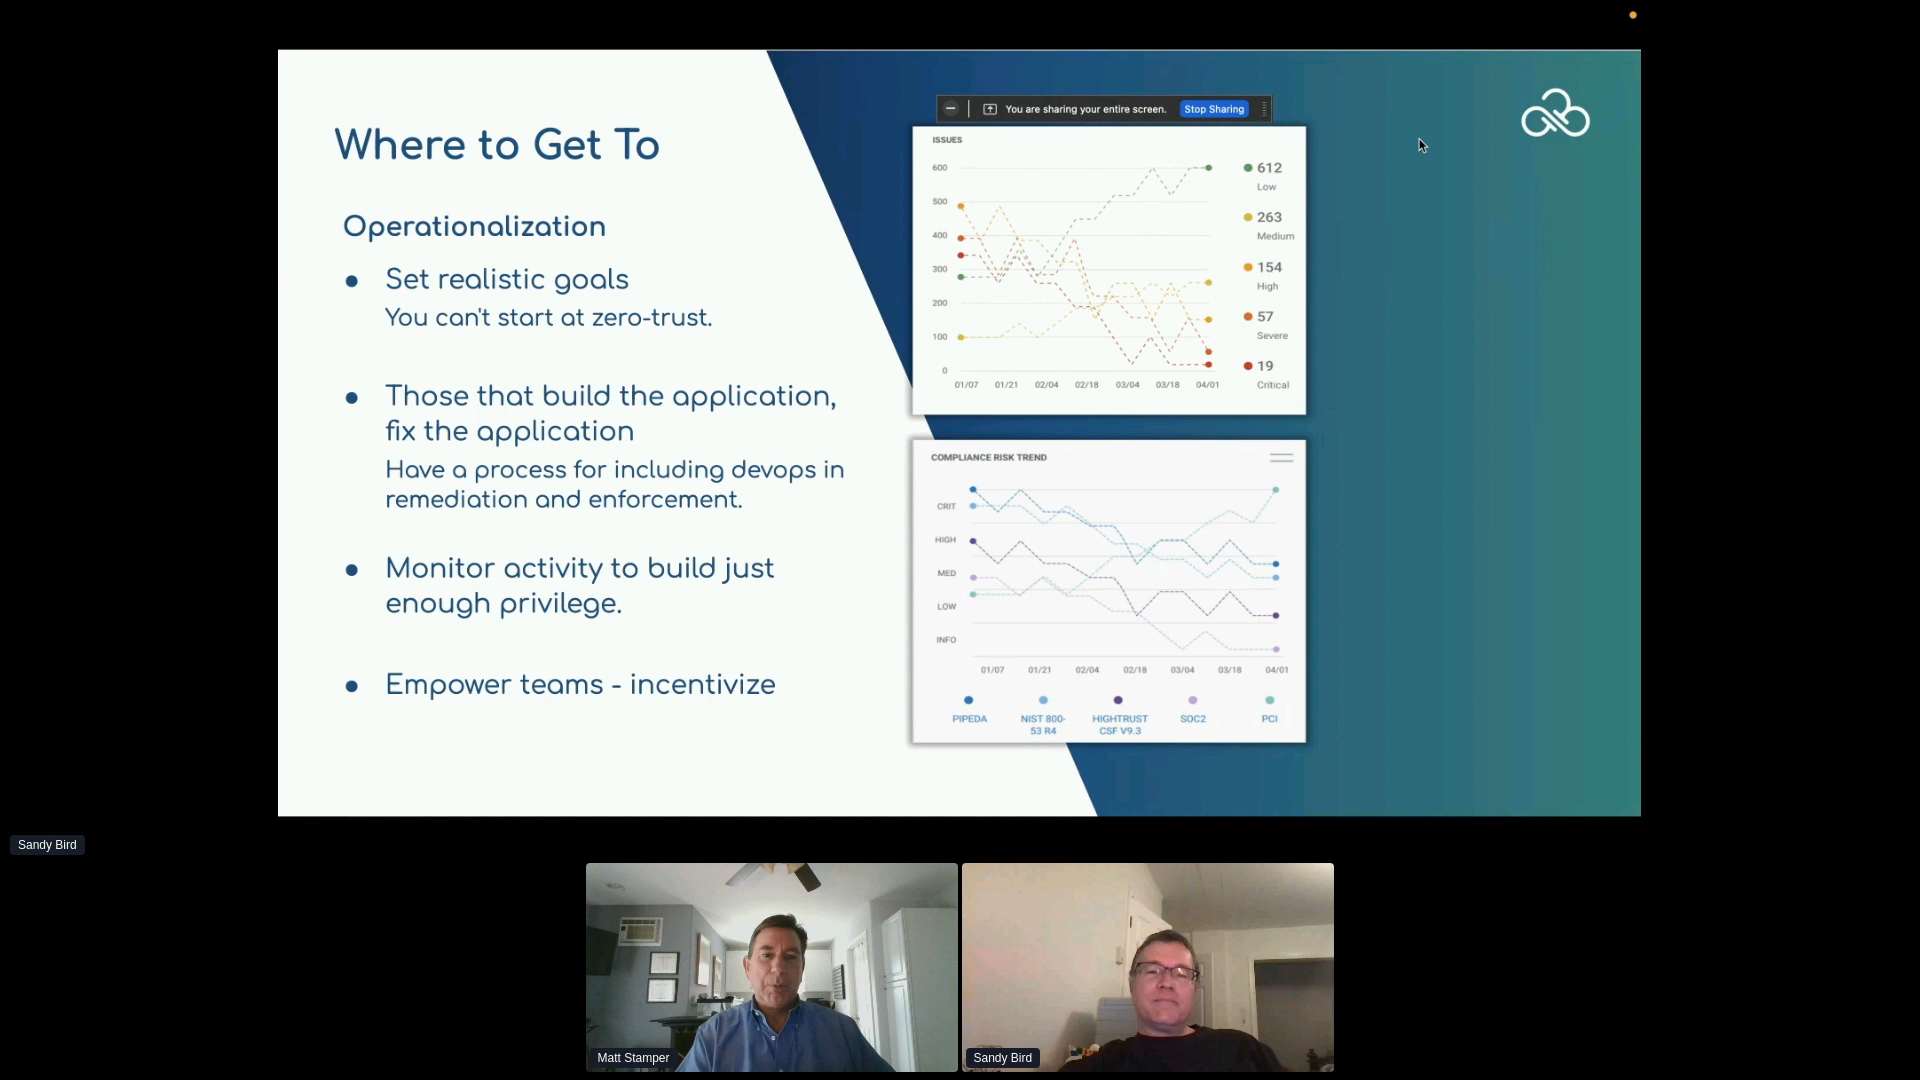 You are sharing your entire screen. Stop Sharing
Where to Get To
Operationalization
● Set realistic goals
You can't start at zero-trust.
● Those that build the application,
fix the application
Have a process for including devops in
remediation and enforcement.
● Monitor activity to build just
enough privilege.
● Empower teams - incentivize
ISSUES
600
500
400
300
200
100
0
01/07 01/21 02/04 02/18 03/04 03/18 04/01
612
Low
263
Medium
154
High
57
Severe
19
Critical
COMPLIANCE RISK TREND
CRIT
HIGH
MED
LOW
INFO
01/07 01/21 02/04 02/18 03/04 03/18 04/01
PIPEDA
NIST 800-
53 R4
HIGHTRUST
CSF V9.3
SOC2
PCI
Sandy Bird
Matt Stamper
Sandy Bird